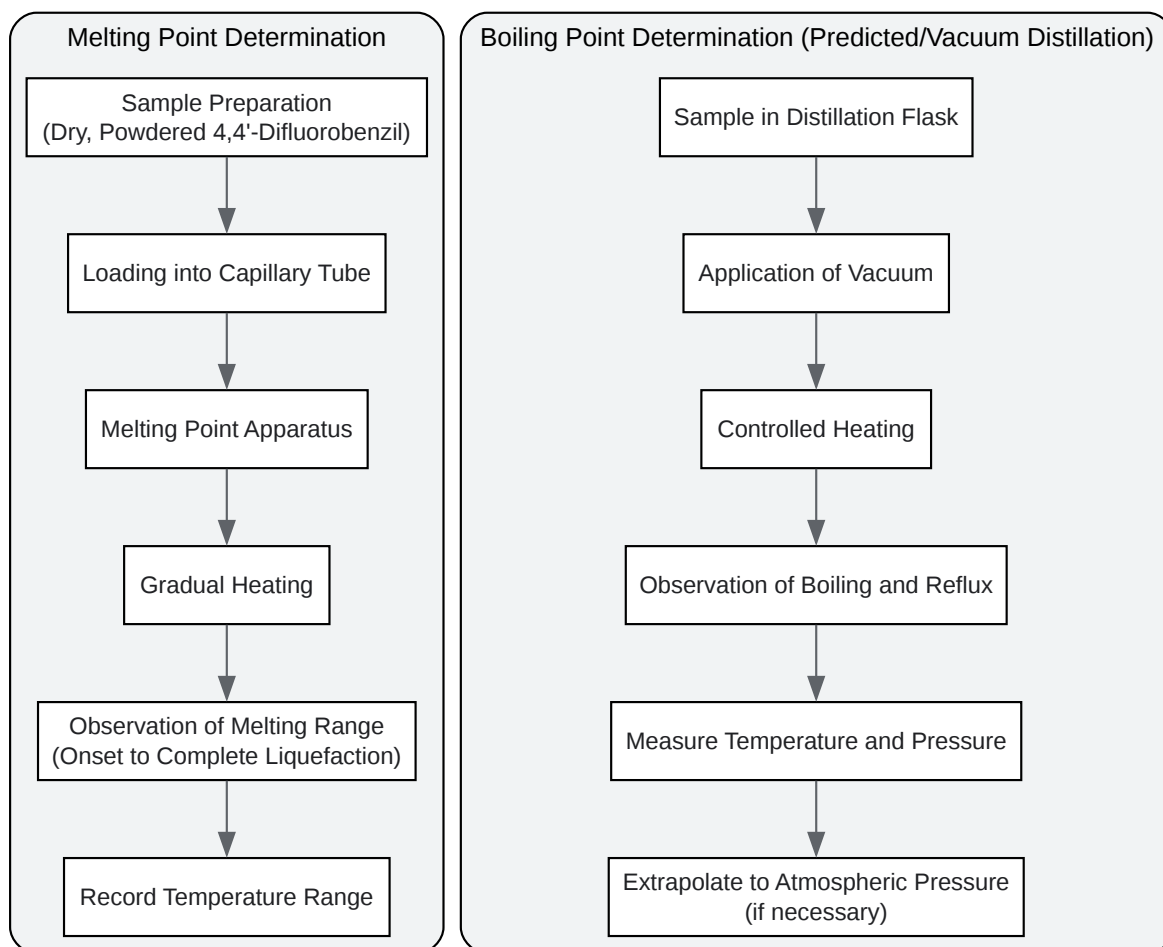 Melting Point Determination
Sample Preparation
(Dry, Powdered 4,4'-Difluorobenzil)
Loading into Capillary Tube
Melting Point Apparatus
Gradual Heating
Observation of Melting Range
(Onset to Complete Liquefaction)
Record Temperature Range
Boiling Point Determination (Predicted/Vacuum Distillation)
Sample in Distillation Flask
Application of Vacuum
Controlled Heating
Observation of Boiling and Reflux
Measure Temperature and Pressure
Extrapolate to Atmospheric Pressure
(if necessary)